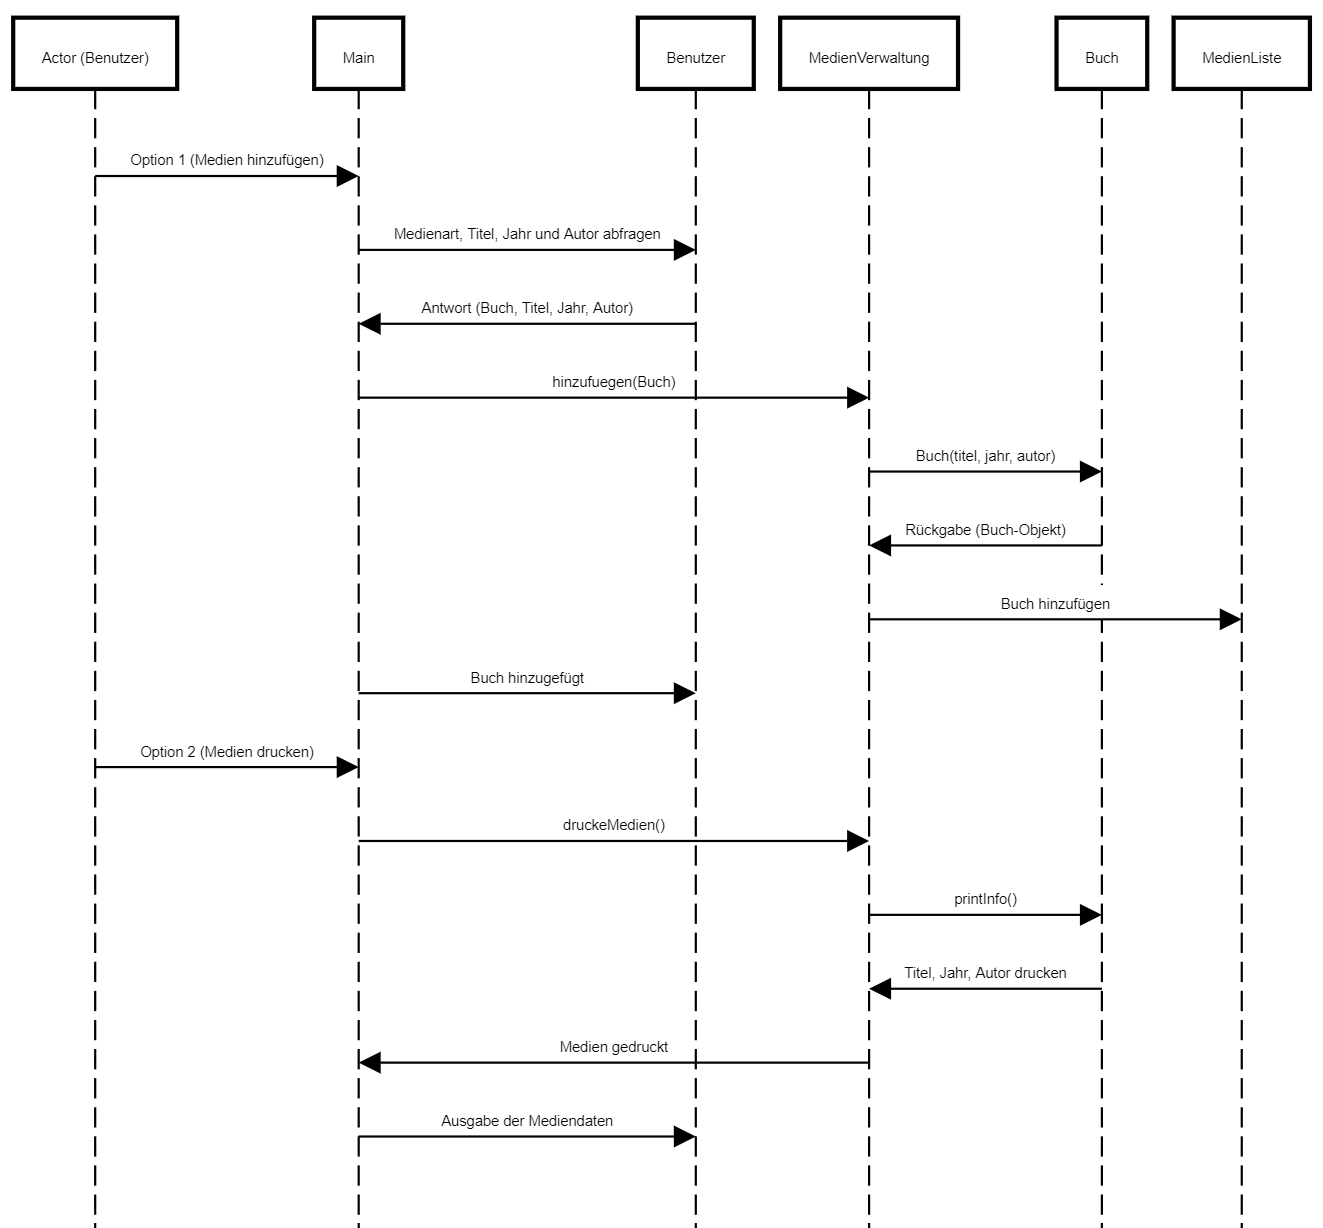 Actor (Benutzer)
Main
Benutzer
MedienVerwaltung
Buch
MedienListe
Option 1 (Medien hinzufügen)
Medienart, Titel, Jahr und Autor abfragen
Antwort (Buch, Titel, Jahr, Autor)
hinzufuegen(Buch)
Buch(titel, jahr, autor)
Rückgabe (Buch-Objekt)
Buch hinzufügen
Buch hinzugefügt
Option 2 (Medien drucken)
druckeMedien()
printInfo()
Titel, Jahr, Autor drucken
Medien gedruckt
Ausgabe der Mediendaten